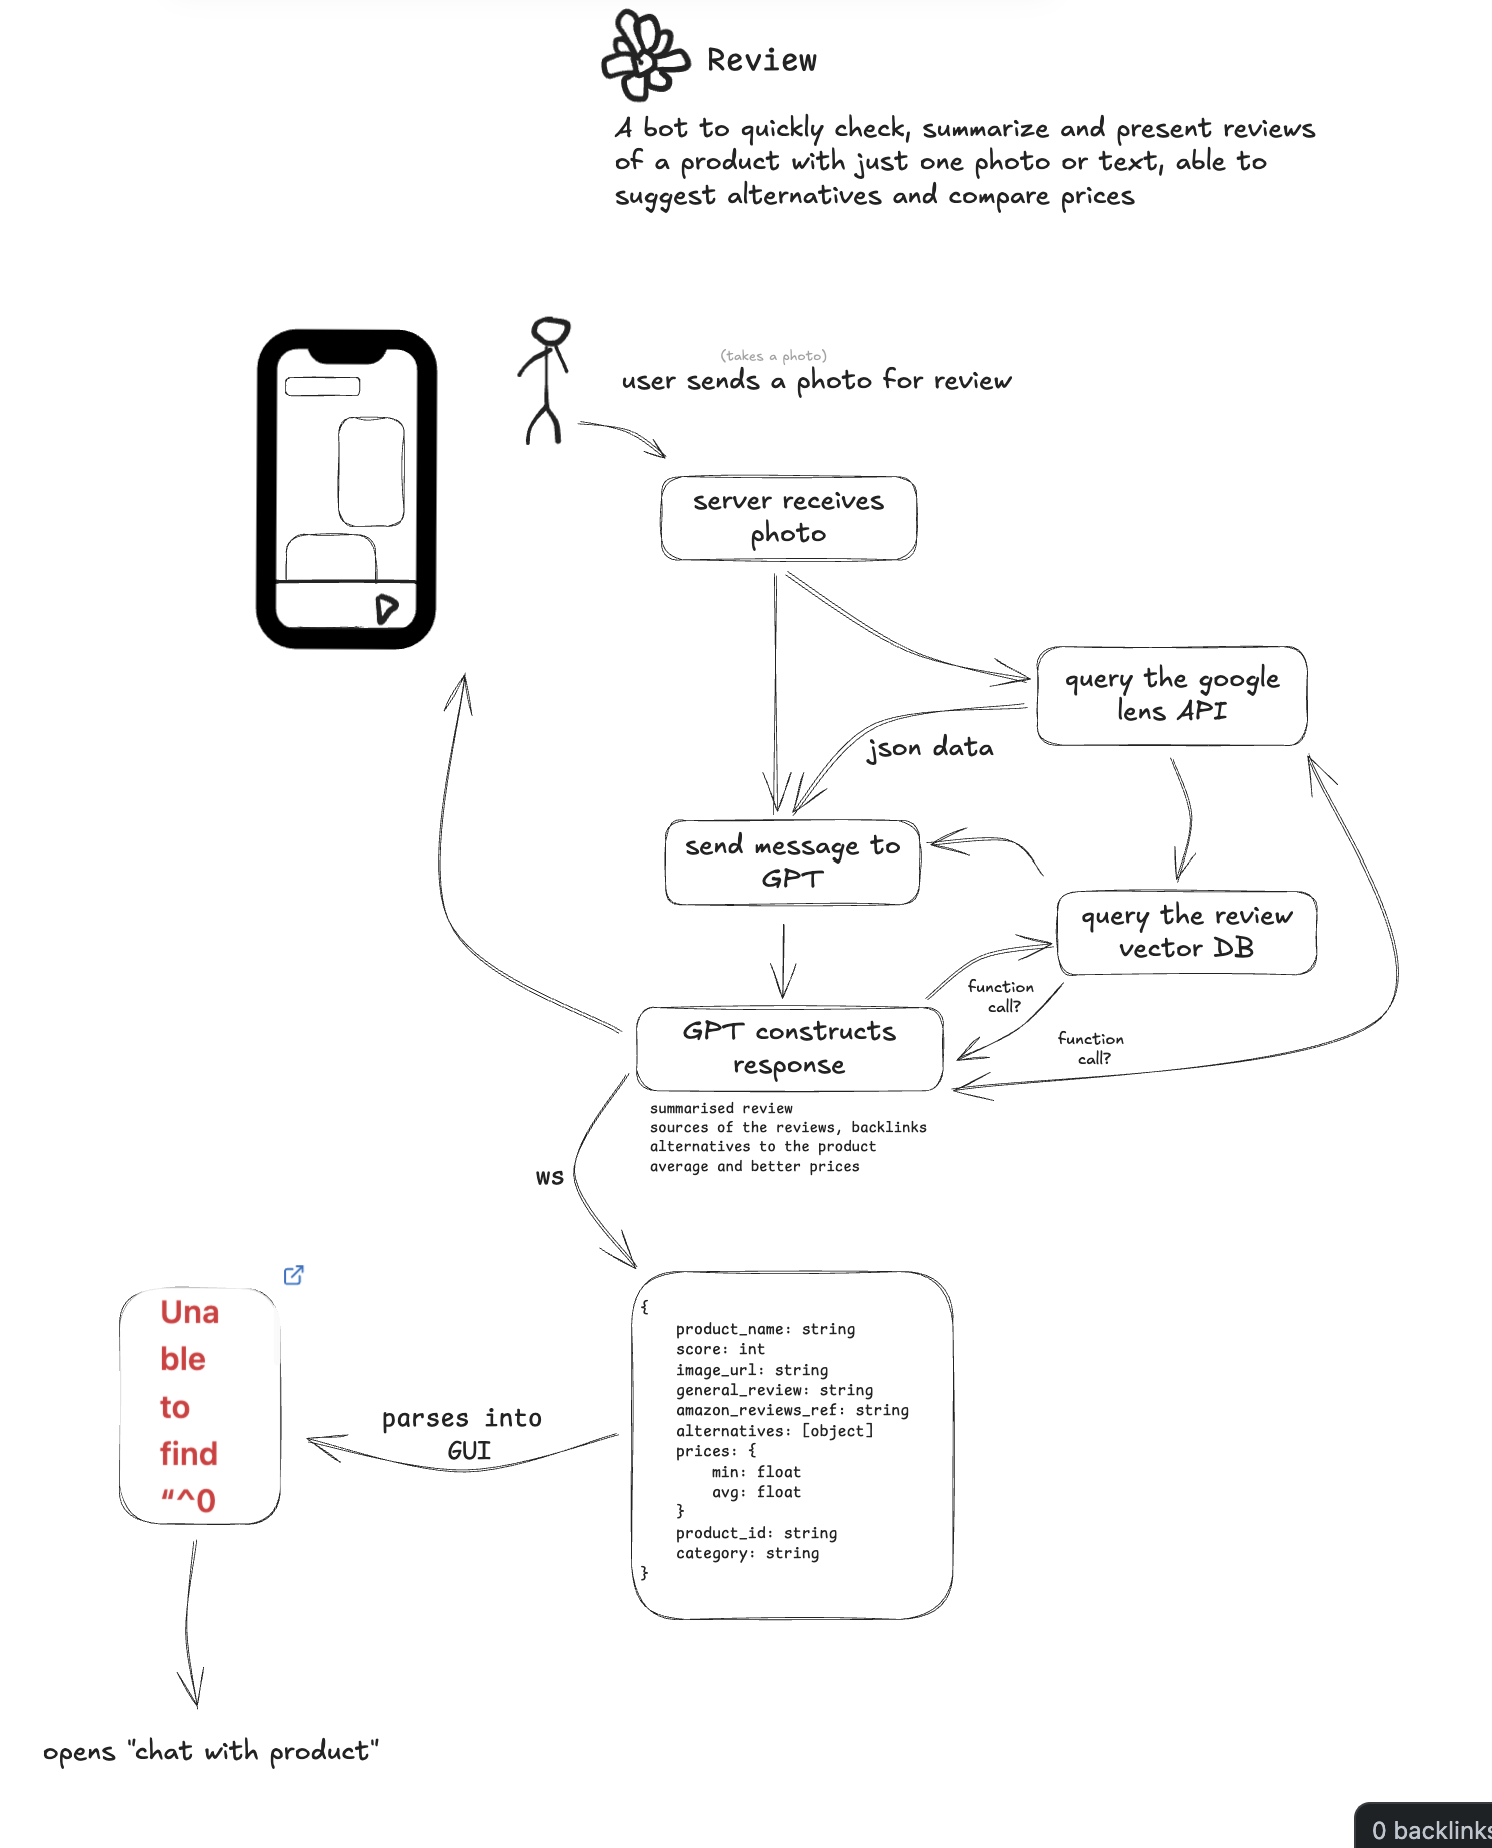 Review
A bot to quickly check, summarize and present reviews
of a product with just one photo or text, able to
suggest alternatives and compare prices
(takes a photo)
user sends a photo for review
server receives
photo
query the google
lens API
json data
send message to
GPT
query the review
vector DB
function
call?
GPT constructs
response
function
call?
summarised review
sources of the reviews, backlinks
alternatives to the product
average and better prices
ws
{
product_name: string
score: int
image_url: string
general_review: string
amazon_reviews_ref: string
alternatives: [object]
prices: {
min: float
avg: float
}
product_id: string
category: string
}
parses into
GUI
Una
ble
to
find
“^0
opens "chat with product"
0 backlinks